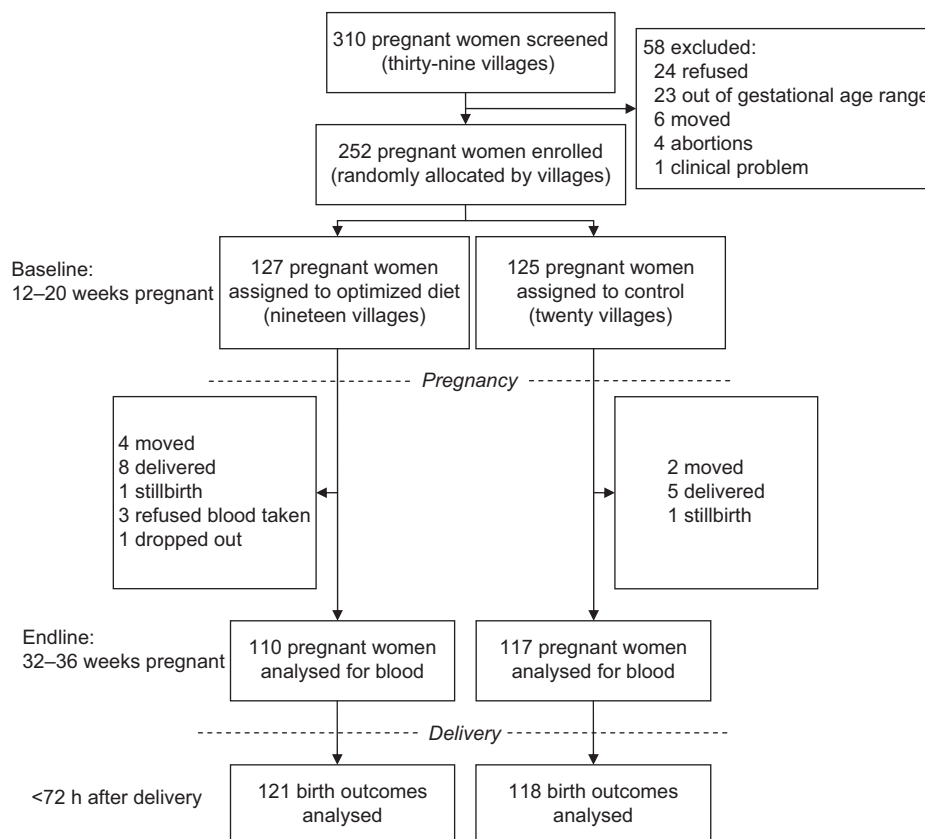 310 pregnant women screened
(thirty-nine villages)
58 excluded:
24 refused
23 out of gestational age range
6 moved
4 abortions
1 clinical problem
252 pregnant women enrolled
(randomly allocated by villages)
Baseline:
12–20 weeks pregnant
127 pregnant women
assigned to optimized diet
(nineteen villages)
125 pregnant women
assigned to control
(twenty villages)
Pregnancy
4 moved
8 delivered
1 stillbirth
3 refused blood taken
1 dropped out
2 moved
5 delivered
1 stillbirth
Endline:
32–36 weeks pregnant
110 pregnant women
analysed for blood
117 pregnant women
analysed for blood
Delivery
<72 h after delivery
121 birth outcomes
analysed
118 birth outcomes
analysed